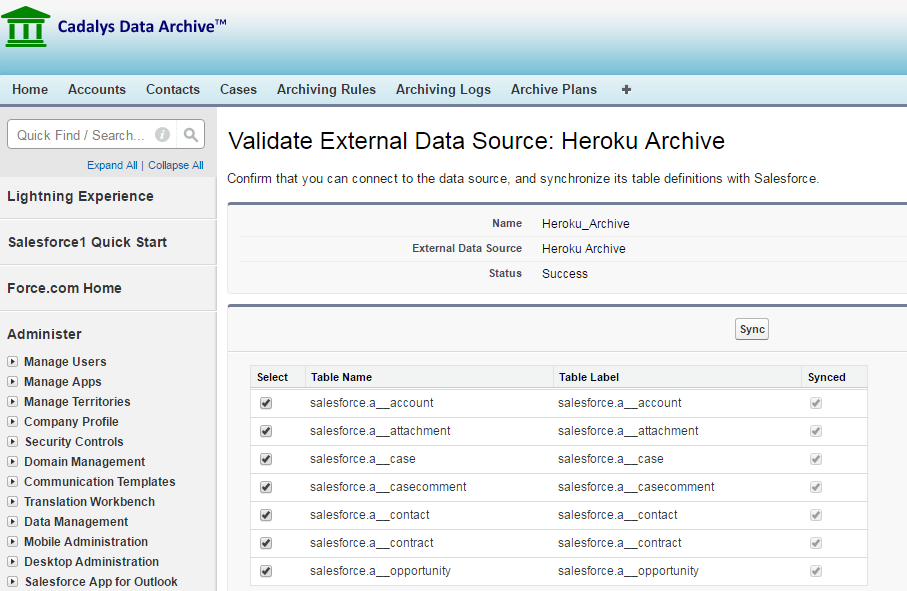 Cadalys Data Archive™
Home Accounts Contacts Cases Archiving Rules Archiving Logs Archive Plans +
Quick Find / Search... i
Expand All | Collapse All
Lightning Experience
Salesforce1 Quick Start
Force.com Home
Administer
Manage Users
Manage Apps
Manage Territories
Company Profile
Security Controls
Domain Management
Communication Templates
Translation Workbench
Data Management
Mobile Administration
Desktop Administration
Salesforce App for Outlook
Validate External Data Source: Heroku Archive
Confirm that you can connect to the data source, and synchronize its table definitions with Salesforce.
Name Heroku_Archive
External Data Source Heroku Archive
Status Success
Sync
Select Table Name Table Label Synced
salesforce.a__account salesforce.a__account
salesforce.a__attachment salesforce.a__attachment
salesforce.a__case salesforce.a__case
salesforce.a__casecomment salesforce.a__casecomment
salesforce.a__contact salesforce.a__contact
salesforce.a__contract salesforce.a__contract
salesforce.a__opportunity salesforce.a__opportunity